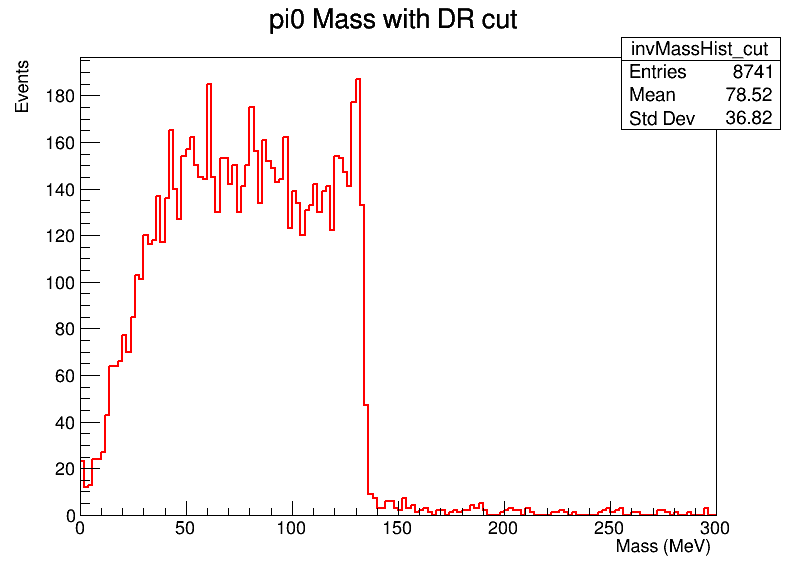 pi0 Mass with DR cut
invMassHist_cut
Entries 8741
Mean 78.52
Std Dev 36.82
Events
180
160
140
120
100
80
60
40
20
0
0 50 100 150 200 250 300
Mass (MeV)